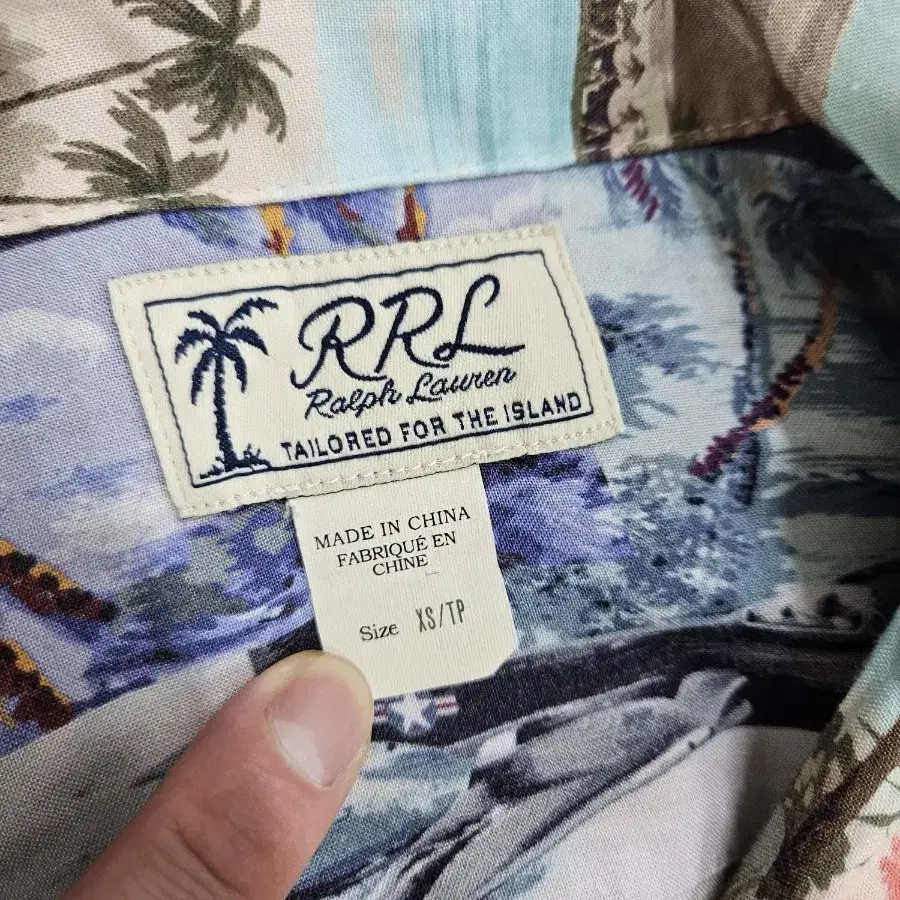 RRL
Ralph Lauren
TAILORED FOR THE ISLAND
MADE IN CHINA
FABRIQUÉ EN
CHINE
Size XS/TP